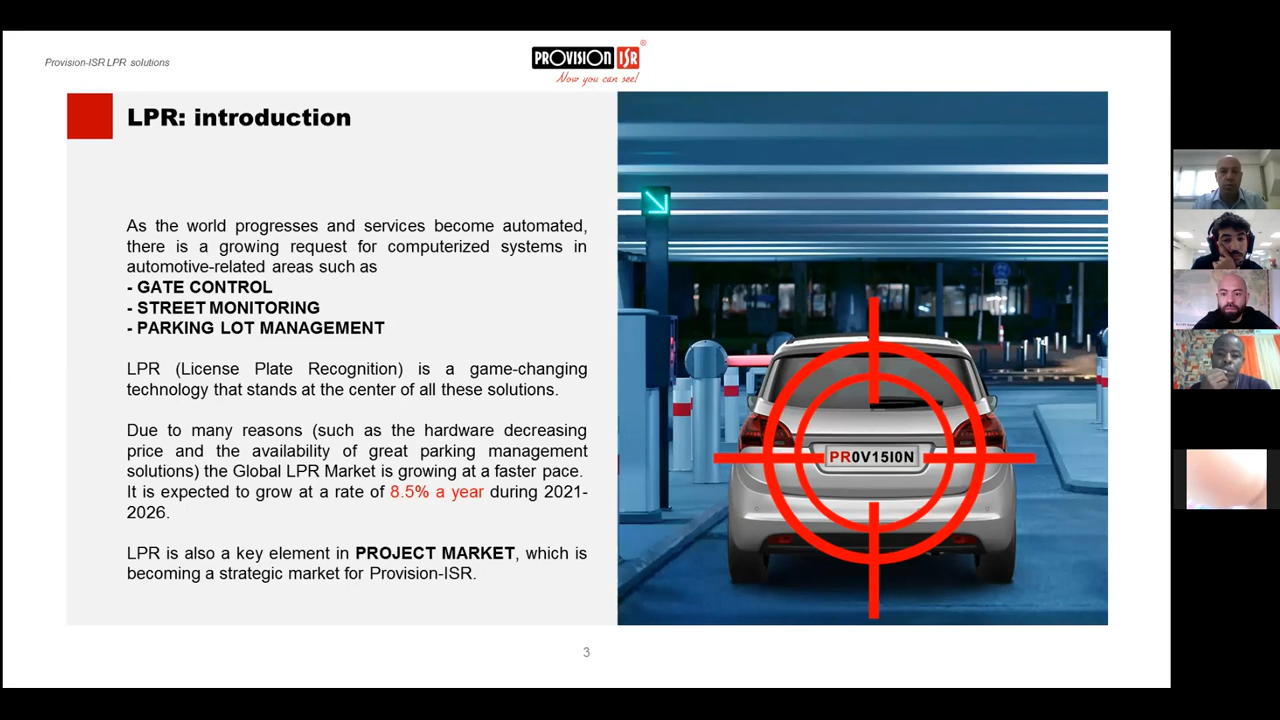 Provision-ISR LPR solutions
PROVISION ISR®
Now you can see!
LPR: introduction
As the world progresses and services become automated,
there is a growing request for computerized systems in
automotive-related areas such as
- GATE CONTROL
- STREET MONITORING
- PARKING LOT MANAGEMENT
LPR (License Plate Recognition) is a game-changing
technology that stands at the center of all these solutions.
Due to many reasons (such as the hardware decreasing
price and the availability of great parking management
solutions) the Global LPR Market is growing at a faster pace.
It is expected to grow at a rate of 8.5% a year during 2021-
2026.
LPR is also a key element in PROJECT MARKET, which is
becoming a strategic market for Provision-ISR.
PR0V15I0N
3